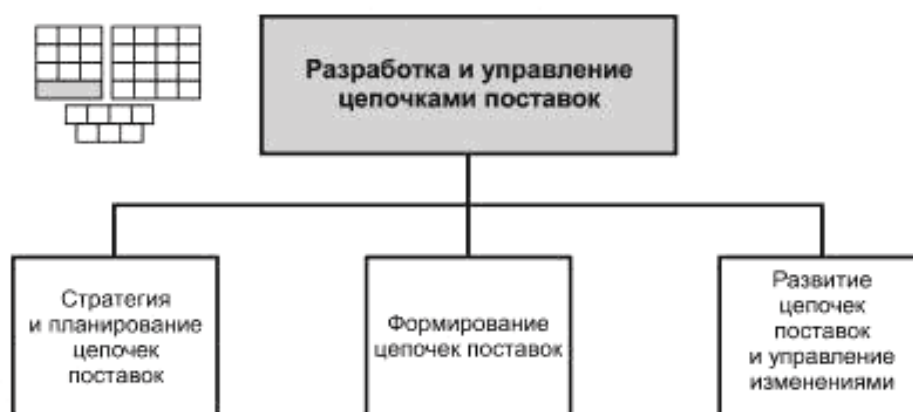 Разработка и управление
цепочками поставок
Стратегия
и планирование
цепочек
поставок
Формирование
цепочек поставок
Развитие
цепочек
поставок
и управление
изменениями